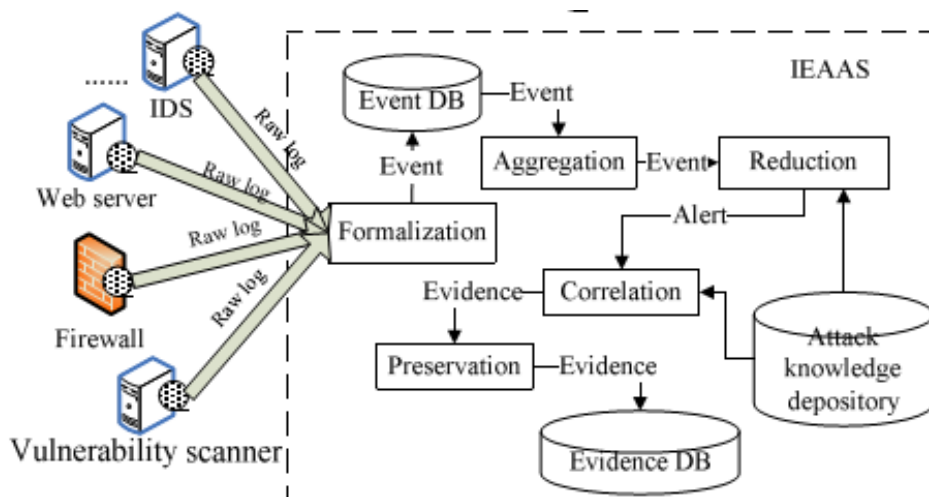 ......
IDS
Raw log
Web server
Raw log
Raw log
Firewall
Raw log
Vulnerability scanner
IEAAS
Event DB
Event
Event
Aggregation
Event
Reduction
Formalization
Alert
Evidence
Correlation
Preservation
Evidence
Attack
knowledge
depository
Evidence DB